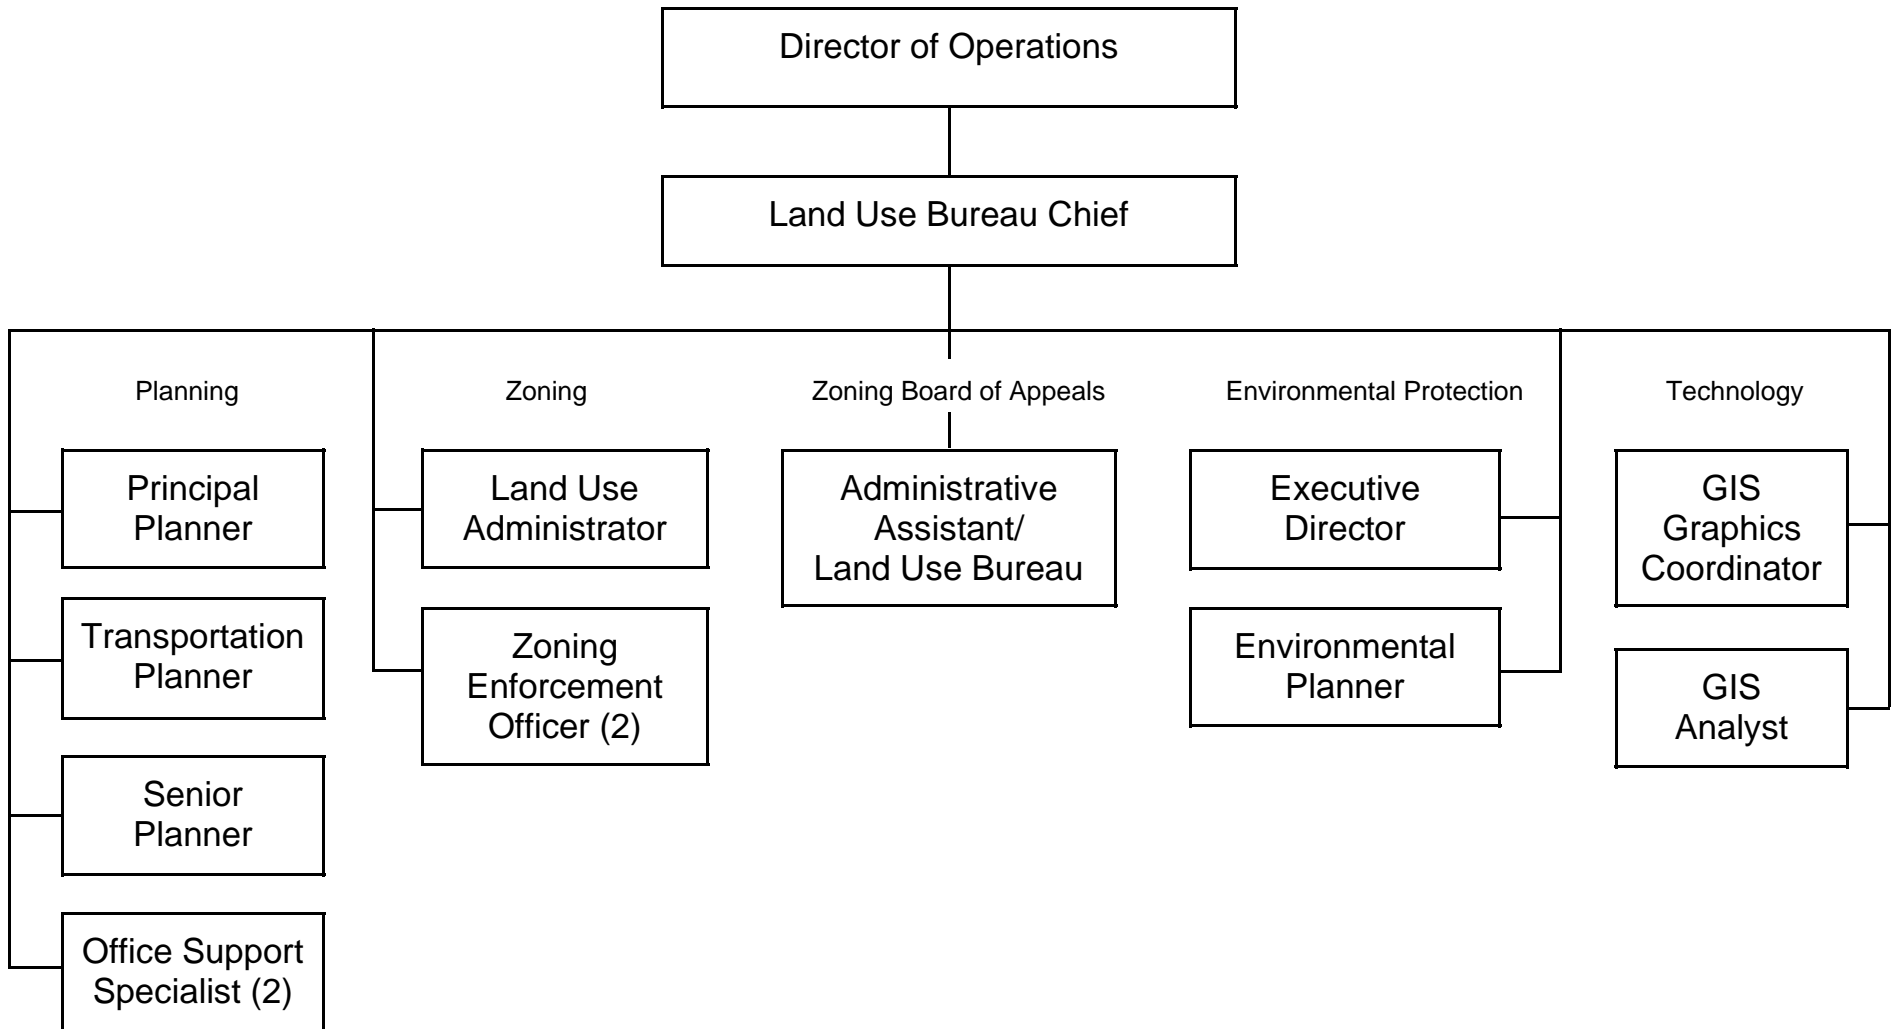 Director of Operations
Land Use Bureau Chief
Planning
Zoning
Zoning Board of Appeals
Environmental Protection
Technology
Principal
Planner
Transportation
Planner
Senior
Planner
Office Support
Specialist (2)
Land Use
Administrator
Zoning
Enforcement
Officer (2)
Administrative
Assistant/
Land Use Bureau
Executive
Director
Environmental
Planner
GIS
Graphics
Coordinator
GIS
Analyst